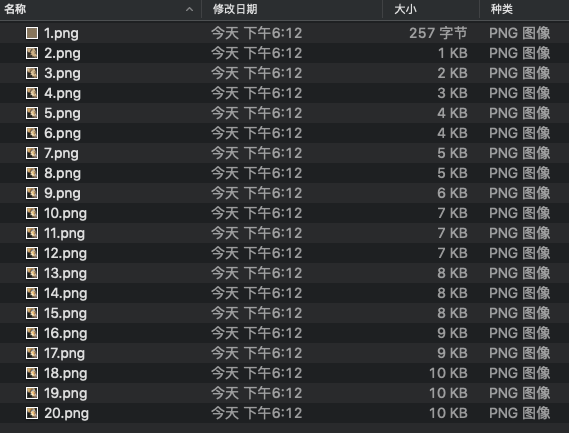 名称 修改日期 大小 种类
1.png 今天 下午6:12 257 字节 PNG 图像
2.png 今天 下午6:12 1 KB PNG 图像
3.png 今天 下午6:12 2 KB PNG 图像
4.png 今天 下午6:12 3 KB PNG 图像
5.png 今天 下午6:12 4 KB PNG 图像
6.png 今天 下午6:12 4 KB PNG 图像
7.png 今天 下午6:12 5 KB PNG 图像
8.png 今天 下午6:12 5 KB PNG 图像
9.png 今天 下午6:12 6 KB PNG 图像
10.png 今天 下午6:12 7 KB PNG 图像
11.png 今天 下午6:12 7 KB PNG 图像
12.png 今天 下午6:12 7 KB PNG 图像
13.png 今天 下午6:12 8 KB PNG 图像
14.png 今天 下午6:12 8 KB PNG 图像
15.png 今天 下午6:12 8 KB PNG 图像
16.png 今天 下午6:12 9 KB PNG 图像
17.png 今天 下午6:12 9 KB PNG 图像
18.png 今天 下午6:12 10 KB PNG 图像
19.png 今天 下午6:12 10 KB PNG 图像
20.png 今天 下午6:12 10 KB PNG 图像